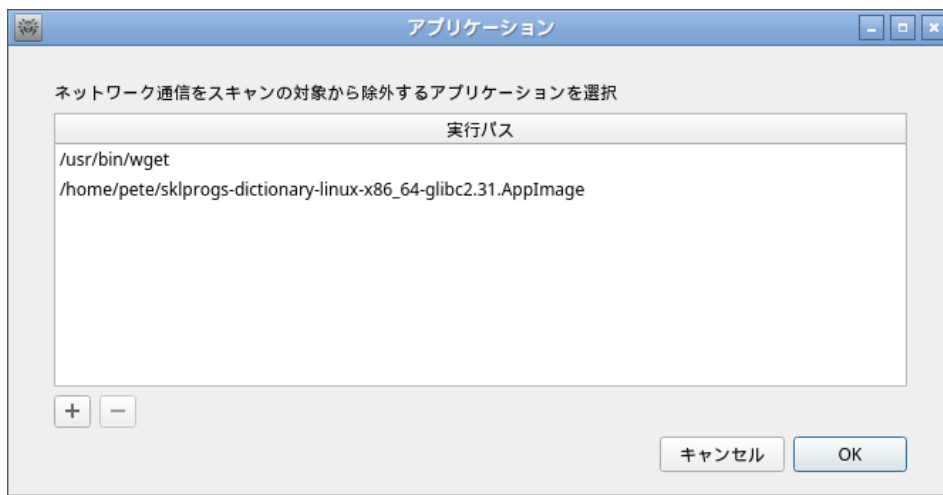 アプリケーション
ネットワーク通信をスキャンの対象から除外するアプリケーションを選択
実行パス
/usr/bin/wget
/home/pete/sklprogs-dictionary-linux-x86_64-glibc2.31.AppImage
キャンセル OK